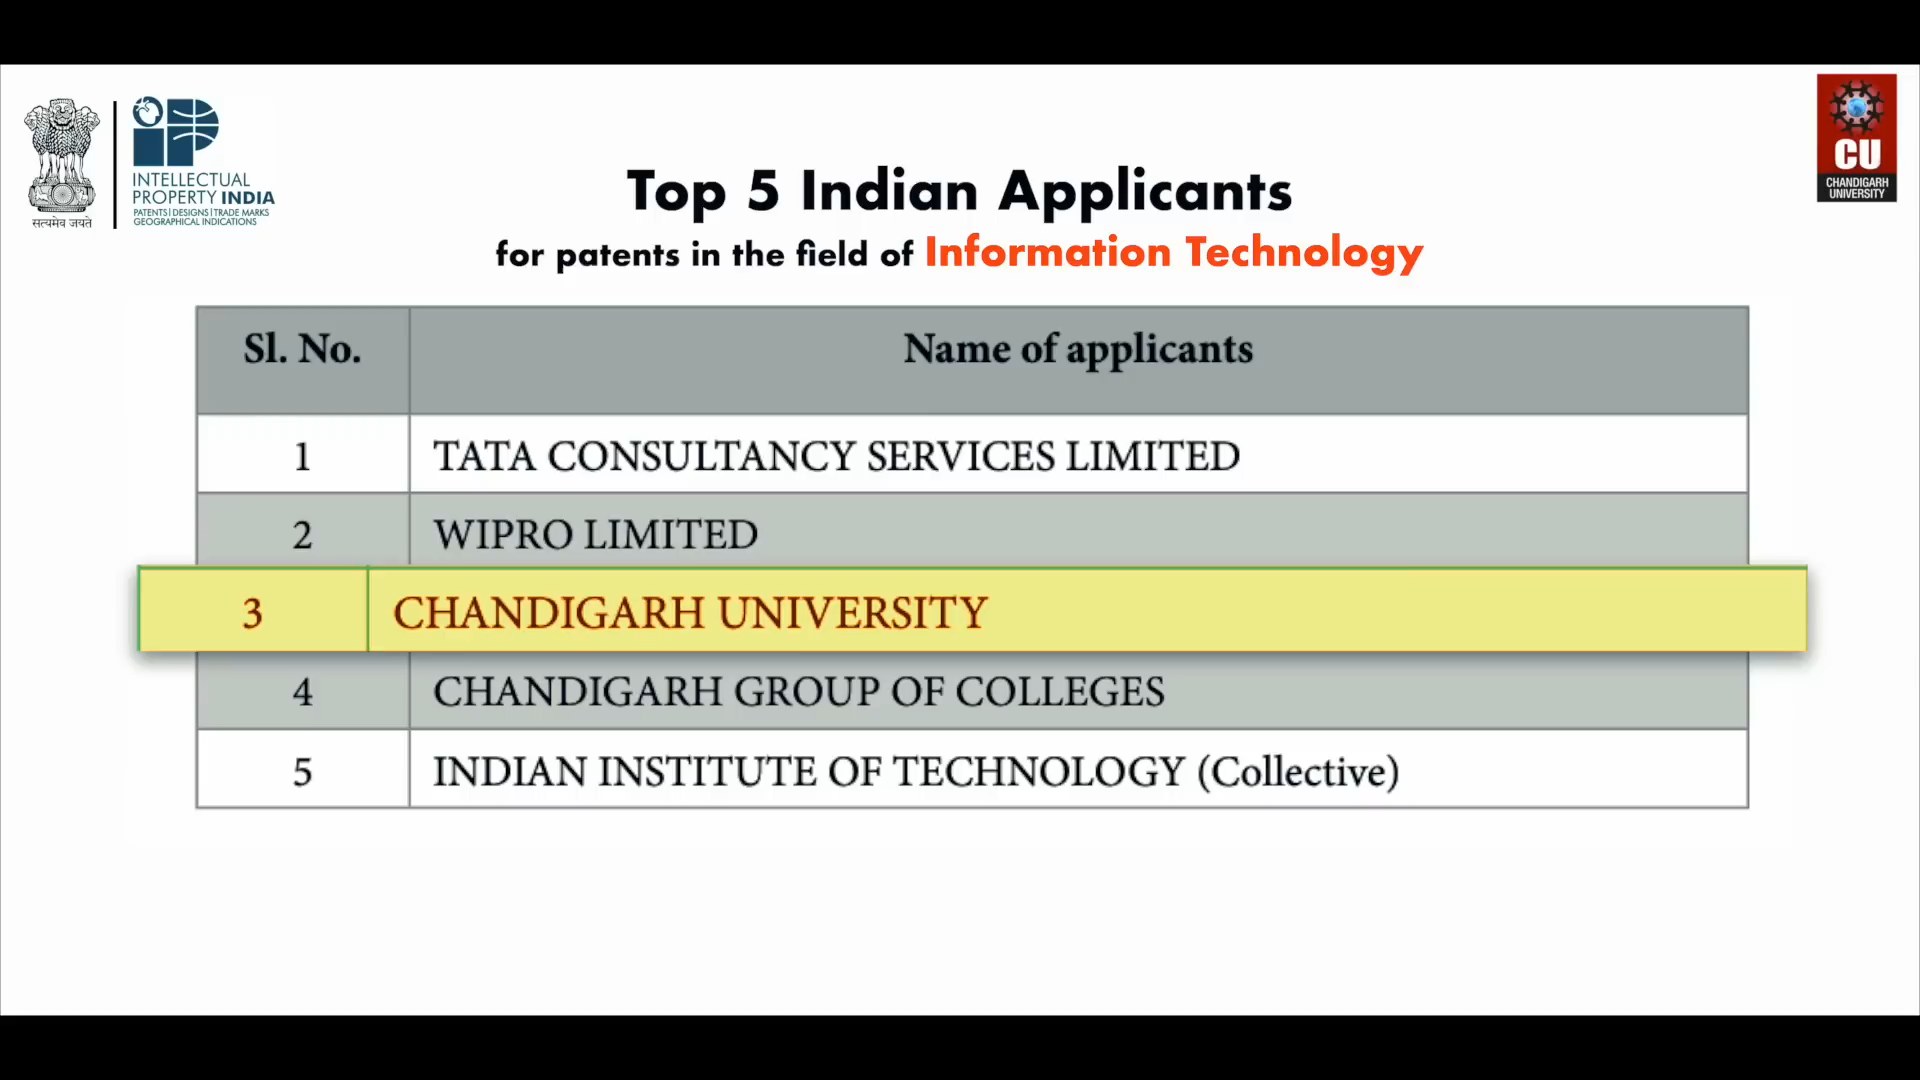 सत्यमेव जयते
INTELLECTUAL
PROPERTY INDIA
PATENTS|DESIGNS|TRADE MARKS
GEOGRAPHICAL INDICATIONS
CU
CHANDIGARH
UNIVERSITY
Top 5 Indian Applicants
for patents in the field of Information Technology
Sl. No. Name of applicants
1 TATA CONSULTANCY SERVICES LIMITED
2 WIPRO LIMITED
3 CHANDIGARH UNIVERSITY
4 CHANDIGARH GROUP OF COLLEGES
5 INDIAN INSTITUTE OF TECHNOLOGY (Collective)